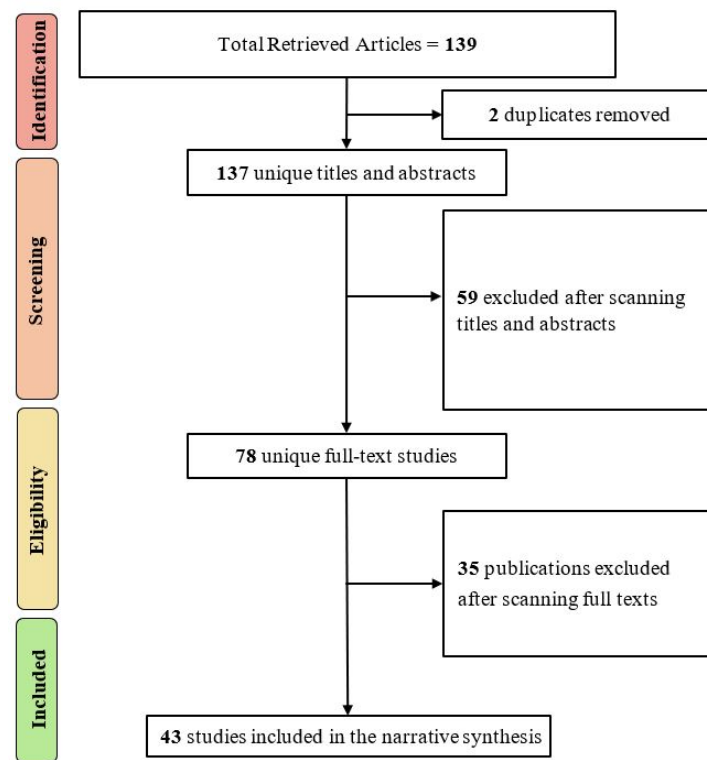 Identification
Total Retrieved Articles = 139
2 duplicates removed
137 unique titles and abstracts
Screening
59 excluded after scanning
titles and abstracts
78 unique full-text studies
Eligibility
35 publications excluded
after scanning full texts
Included
43 studies included in the narrative synthesis